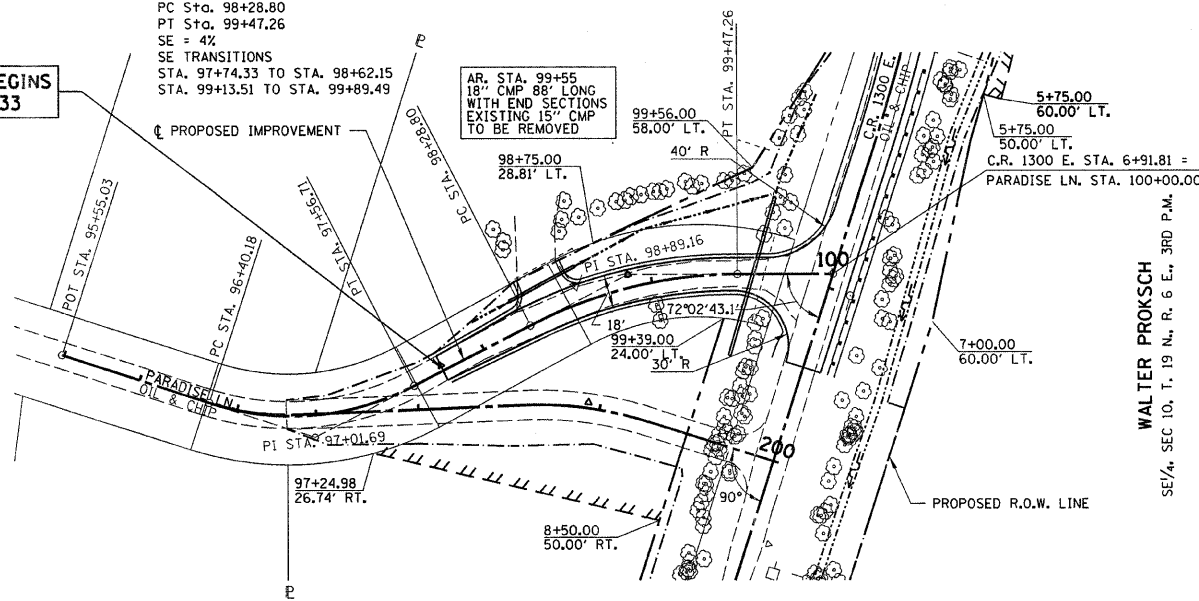 PC Sta. 98+28.80
PT Sta. 99+47.26
SE = 4%
SE TRANSITIONS
STA. 97+74.33 TO STA. 98+62.15
STA. 99+13.51 TO STA. 99+89.49
EGINS
33
℄ PROPOSED IMPROVEMENT
AR. STA. 99+55
18" CMP 88' LONG
WITH END SECTIONS
EXISTING 15" CMP
TO BE REMOVED
℄
PT STA. 99+47.26
99+56.00
58.00' LT.
40' R
C.R. 1300 E.
OIL & CHIP
5+75.00
60.00' LT.
5+75.00
50.00' LT.
C.R. 1300 E. STA. 6+91.81 =
PARADISE LN. STA. 100+00.00
POT STA. 95+55.03
PC STA. 96+40.18
PT STA. 97+56.71
PC STA. 98+28.80
98+75.00
28.81' LT.
PI STA. 98+89.16
100
72°02'43.1"
18'
99+39.00
24.00' LT.
30' R
7+00.00
60.00' LT.
WALTER PROKSCH
SE¼, SEC 10, T. 19 N., R. 6 E., 3RD P.M.
PARADISE LN.
OIL & CHIP
PI STA. 97+01.69
97+24.98
26.74' RT.
200
90°
8+50.00
50.00' RT.
PROPOSED R.O.W. LINE
℄